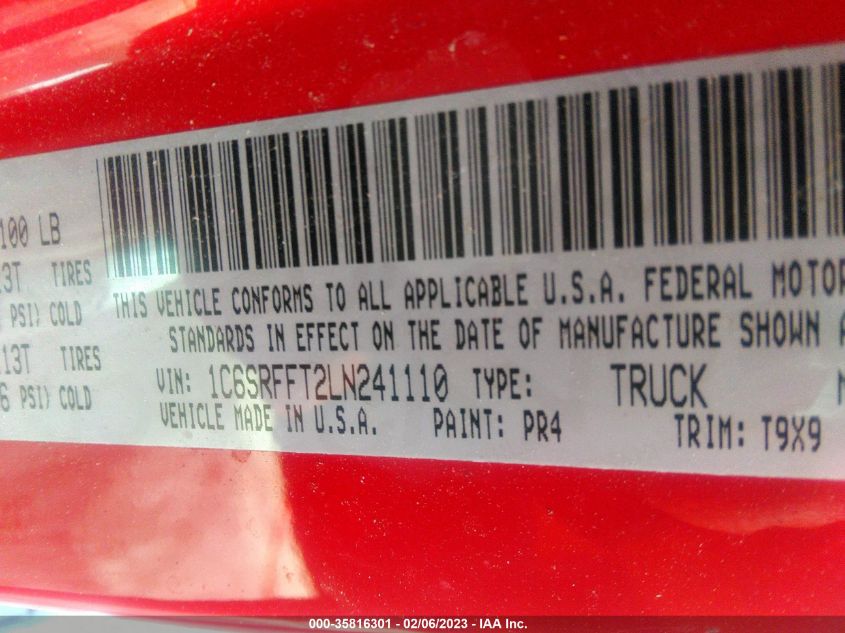 100 LB
13T TIRES
PSI) COLD
13T TIRES
6 PSI) COLD
THIS VEHICLE CONFORMS TO ALL APPLICABLE U.S.A. FEDERAL MOTOR
STANDARDS IN EFFECT ON THE DATE OF MANUFACTURE SHOWN A
VIN: 1C6SRFFT2LN241110 TYPE: TRUCK
VEHICLE MADE IN U.S.A. PAINT: PR4 TRIM: T9X9
000-35816301 - 02/06/2023 - IAA Inc.